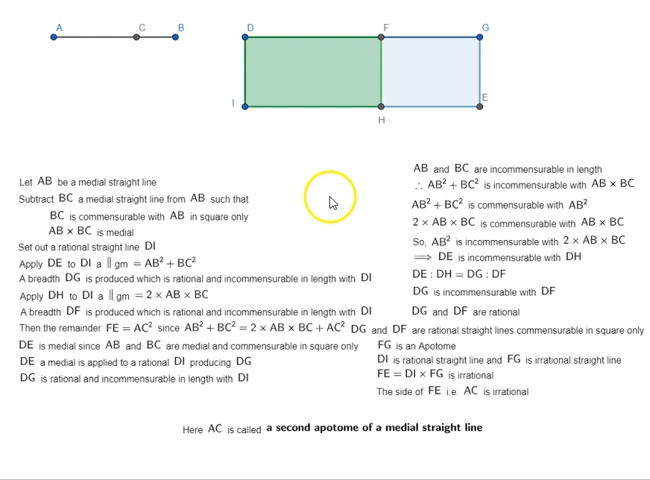 A C B D F G
I H E
Let AB be a medial straight line
Subtract BC a medial straight line from AB such that
BC is commensurable with AB in square only
AB × BC is medial
Set out a rational straight line DI
Apply DE to DI a ∥ gm = AB² + BC²
A breadth DG is produced which is rational and incommensurable in length with DI
Apply DH to DI a ∥ gm = 2 × AB × BC
A breadth DF is produced which is rational and incommensurable in length with DI
Then the remainder FE = AC² since AB² + BC² = 2 × AB × BC + AC²
DE is medial since AB and BC are medial and commensurable in square only
DE a medial is applied to a rational DI producing DG
DG is rational and incommensurable in length with DI
AB and BC are incommensurable in length
∴ AB² + BC² is incommensurable with AB × BC
AB² + BC² is commensurable with AB²
2 × AB × BC is commensurable with AB × BC
So, AB² is incommensurable with 2 × AB × BC
⟹ DE is incommensurable with DH
DE : DH = DG : DF
DG is incommensurable with DF
DG and DF are rational
DG and DF are rational straight lines commensurable in square only
FG is an Apotome
DI is rational straight line and FG is irrational straight line
FE = DI × FG is irrational
The side of FE i.e. AC is irrational
Here AC is called a second apotome of a medial straight line